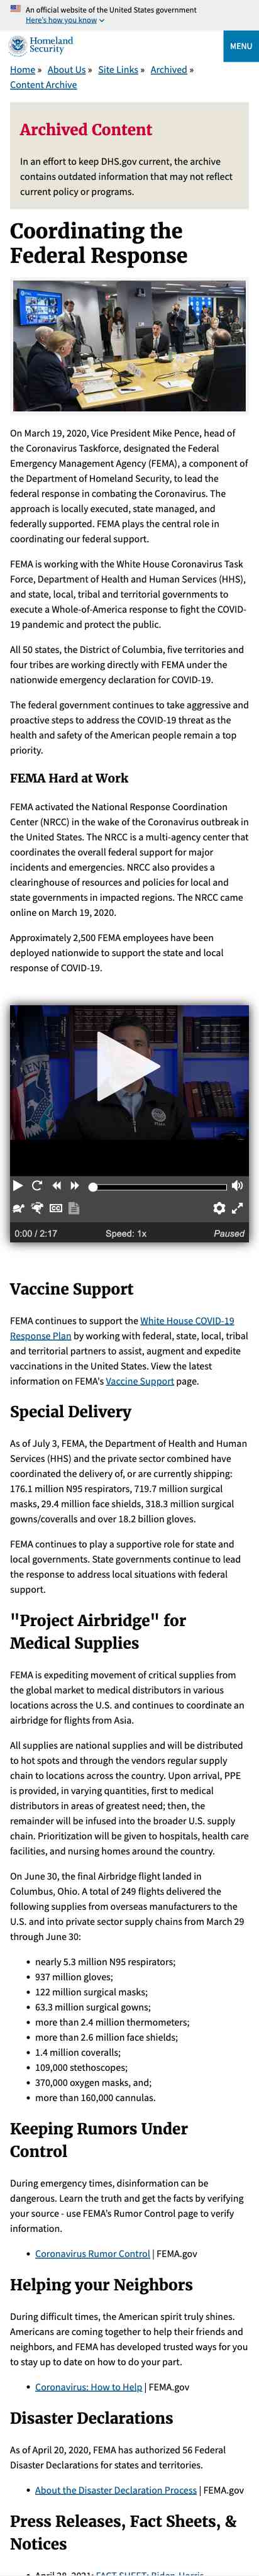 An official website of the United States government
Here's how you know
Homeland
Security
MENU
Home » About Us » Site Links » Archived »
Content Archive
Archived Content
In an effort to keep DHS.gov current, the archive
contains outdated information that may not reflect
current policy or programs.
Coordinating the
Federal Response
On March 19, 2020, Vice President Mike Pence, head of
the Coronavirus Taskforce, designated the Federal
Emergency Management Agency (FEMA), a component of
the Department of Homeland Security, to lead the
federal response in combating the Coronavirus. The
approach is locally executed, state managed, and
federally supported. FEMA plays the central role in
coordinating our federal support.
FEMA is working with the White House Coronavirus Task
Force, Department of Health and Human Services (HHS),
and state, local, tribal and territorial governments to
execute a Whole-of-America response to fight the COVID-
19 pandemic and protect the public.
All 50 states, the District of Columbia, five territories and
four tribes are working directly with FEMA under the
nationwide emergency declaration for COVID-19.
The federal government continues to take aggressive and
proactive steps to address the COVID-19 threat as the
health and safety of the American people remain a top
priority.
FEMA Hard at Work
FEMA activated the National Response Coordination
Center (NRCC) in the wake of the Coronavirus outbreak in
the United States. The NRCC is a multi-agency center that
coordinates the overall federal support for major
incidents and emergencies. NRCC also provides a
clearinghouse of resources and policies for local and
state governments in impacted regions. The NRCC came
online on March 19, 2020.
Approximately 2,500 FEMA employees have been
deployed nationwide to support the state and local
response of COVID-19.
FEMA
0:00 / 2:17 Speed: 1x Paused
Vaccine Support
FEMA continues to support the White House COVID-19
Response Plan by working with federal, state, local, tribal
and territorial partners to assist, augment and expedite
vaccinations in the United States. View the latest
information on FEMA's Vaccine Support page.
Special Delivery
As of July 3, FEMA, the Department of Health and Human
Services (HHS) and the private sector combined have
coordinated the delivery of, or are currently shipping:
176.1 million N95 respirators, 719.7 million surgical
masks, 29.4 million face shields, 318.3 million surgical
gowns/coveralls and over 18.2 billion gloves.
FEMA continues to play a supportive role for state and
local governments. State governments continue to lead
the response to address local situations with federal
support.
"Project Airbridge" for
Medical Supplies
FEMA is expediting movement of critical supplies from
the global market to medical distributors in various
locations across the U.S. and continues to coordinate an
airbridge for flights from Asia.
All supplies are national supplies and will be distributed
to hot spots and through the vendors regular supply
chain to locations across the country. Upon arrival, PPE
is provided, in varying quantities, first to medical
distributors in areas of greatest need; then, the
remainder will be infused into the broader U.S. supply
chain. Prioritization will be given to hospitals, health care
facilities, and nursing homes around the country.
On June 30, the final Airbridge flight landed in
Columbus, Ohio. A total of 249 flights delivered the
following supplies from overseas manufacturers to the
U.S. and into private sector supply chains from March 29
through June 30:
• nearly 5.3 million N95 respirators;
• 937 million gloves;
• 122 million surgical masks;
• 63.3 million surgical gowns;
• more than 2.4 million thermometers;
• more than 2.6 million face shields;
• 1.4 million coveralls;
• 109,000 stethoscopes;
• 370,000 oxygen masks, and;
• more than 160,000 cannulas.
Keeping Rumors Under
Control
During emergency times, disinformation can be
dangerous. Learn the truth and get the facts by verifying
your source - use FEMA's Rumor Control page to verify
information.
• Coronavirus Rumor Control | FEMA.gov
Helping your Neighbors
During difficult times, the American spirit truly shines.
Americans are coming together to help their friends and
neighbors, and FEMA has developed trusted ways for you
to stay up to date on how to do your part.
• Coronavirus: How to Help | FEMA.gov
Disaster Declarations
As of April 20, 2020, FEMA has authorized 56 Federal
Disaster Declarations for states and territories.
• About the Disaster Declaration Process | FEMA.gov
Press Releases, Fact Sheets, &
Notices